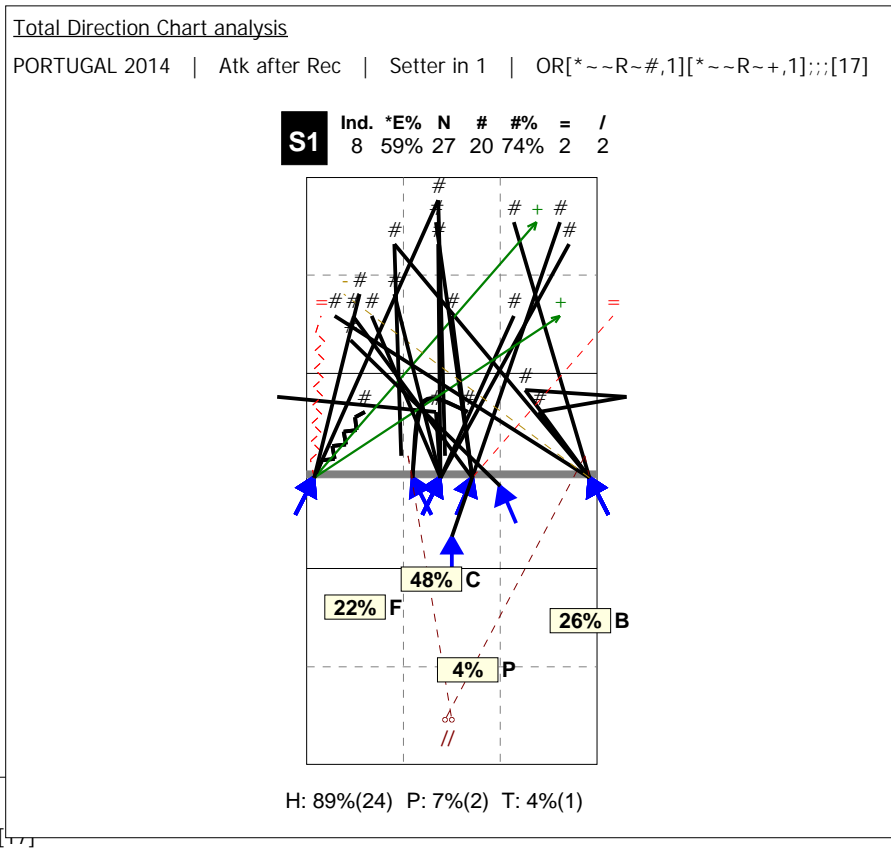 Total Direction Chart analysis
PORTUGAL 2014 | Atk after Rec | Setter in 1 | OR[*~~R~#,1][*~~R~+,1];;;[17]
Ind. *E% N # #% = /
S1 8 59% 27 20 74% 2 2
#
# # + #
# # #
- # #
= # # # # # + =
#
# # # #
48% C
22% F
26% B
4% P
//
H: 89%(24) P: 7%(2) T: 4%(1)
[17]